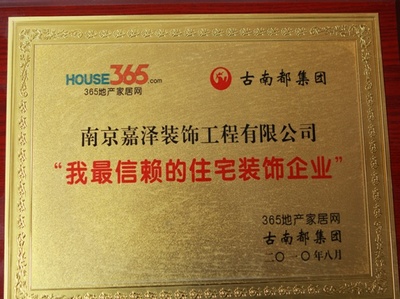 HOUSE365.com
365地产家居网
古南都集团
南京嘉泽装饰工程有限公司
“我最信赖的住宅装饰企业”
365地产家居网
古南都集团
二〇一〇年八月